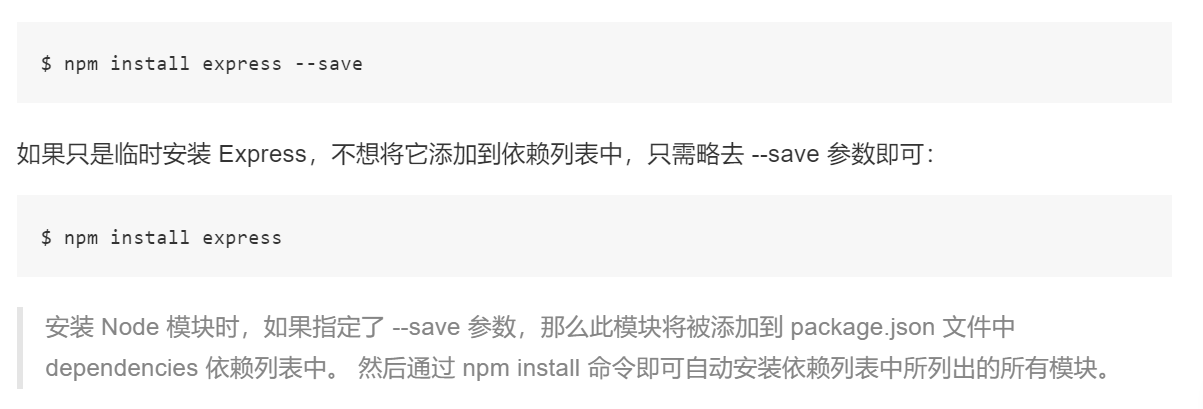 $ npm install express --save
如果只是临时安装 Express，不想将它添加到依赖列表中，只需略去 --save 参数即可：
$ npm install express
安装 Node 模块时，如果指定了 --save 参数，那么此模块将被添加到 package.json 文件中
dependencies 依赖列表中。 然后通过 npm install 命令即可自动安装依赖列表中所列出的所有模块。